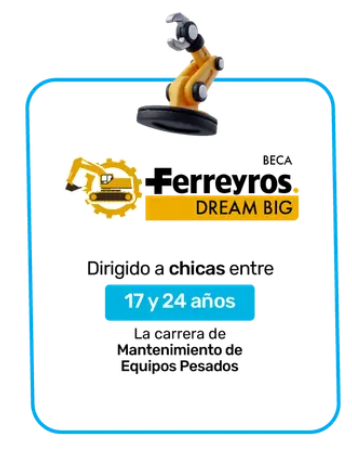 BECA
+Ferreyros.
DREAM BIG
Dirigido a chicas entre
17 y 24 años
La carrera de
Mantenimiento de
Equipos Pesados